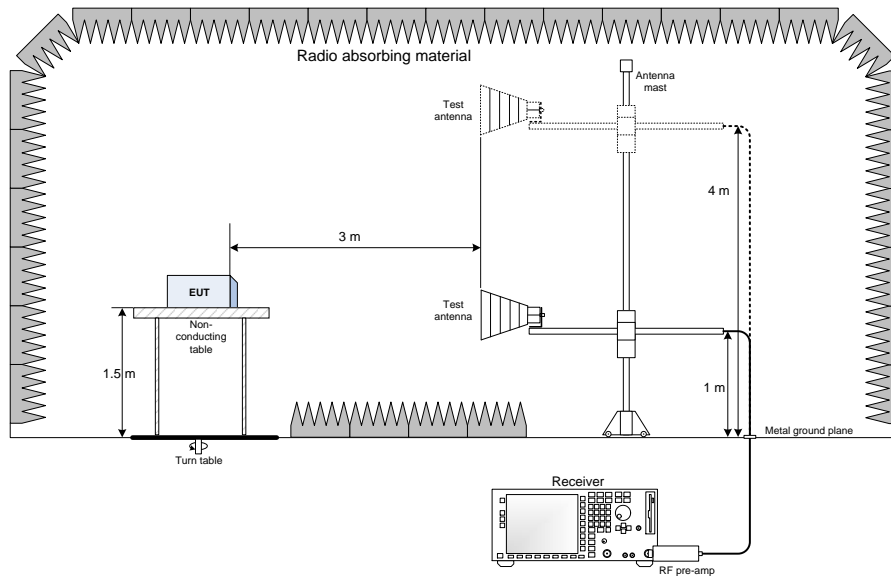 Radio absorbing material
Antenna
mast
Test
antenna
4 m
3 m
EUT
Test
antenna
Non-
conducting
table
1.5 m
1 m
Metal ground plane
Turn table
Receiver
RF pre-amp